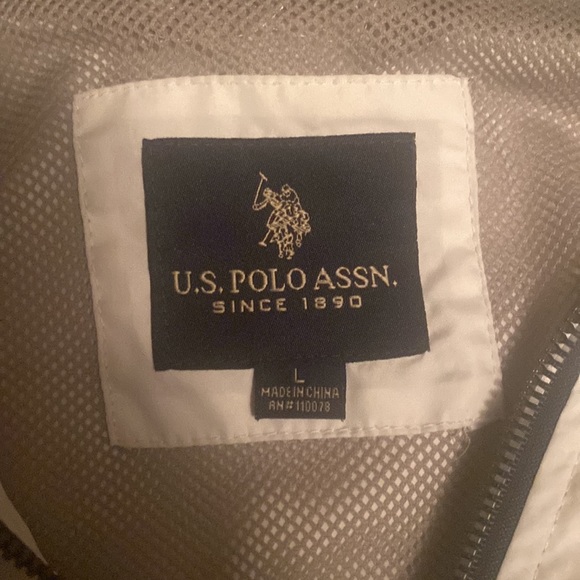 U.S. POLO ASSN.
SINCE 1890
L
MADE IN CHINA
RN# 110078